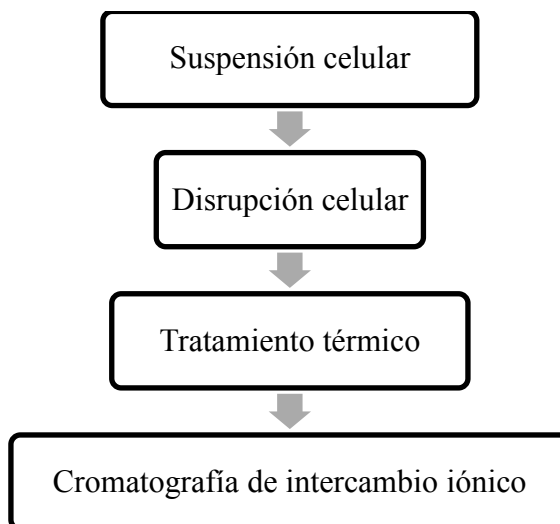 Suspensión celular
Disrupción celular
Tratamiento térmico
Cromatografía de intercambio iónico